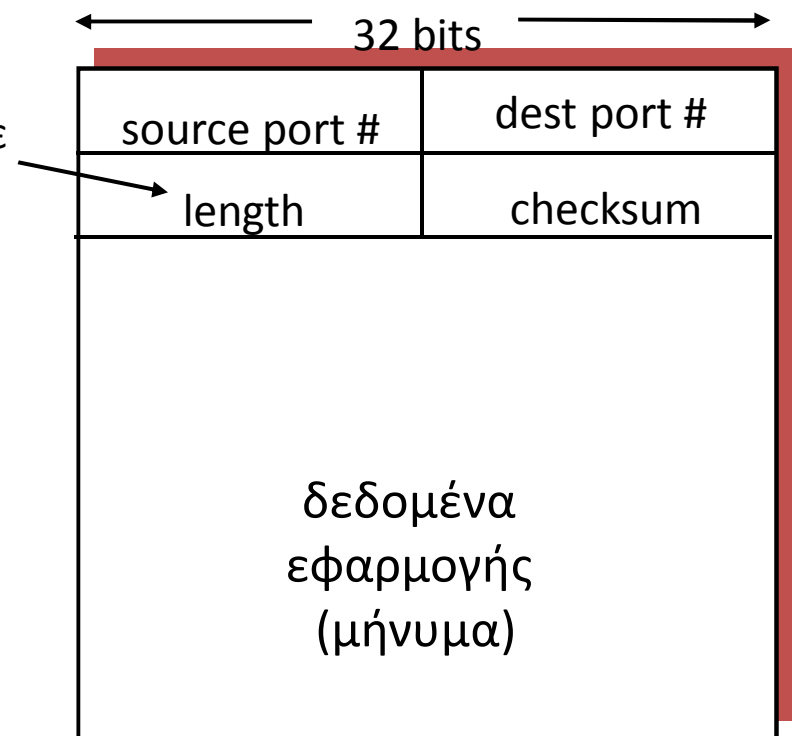 32 bits
source port # dest port #
length checksum
δεδομένα
εφαρμογής
(μήνυμα)